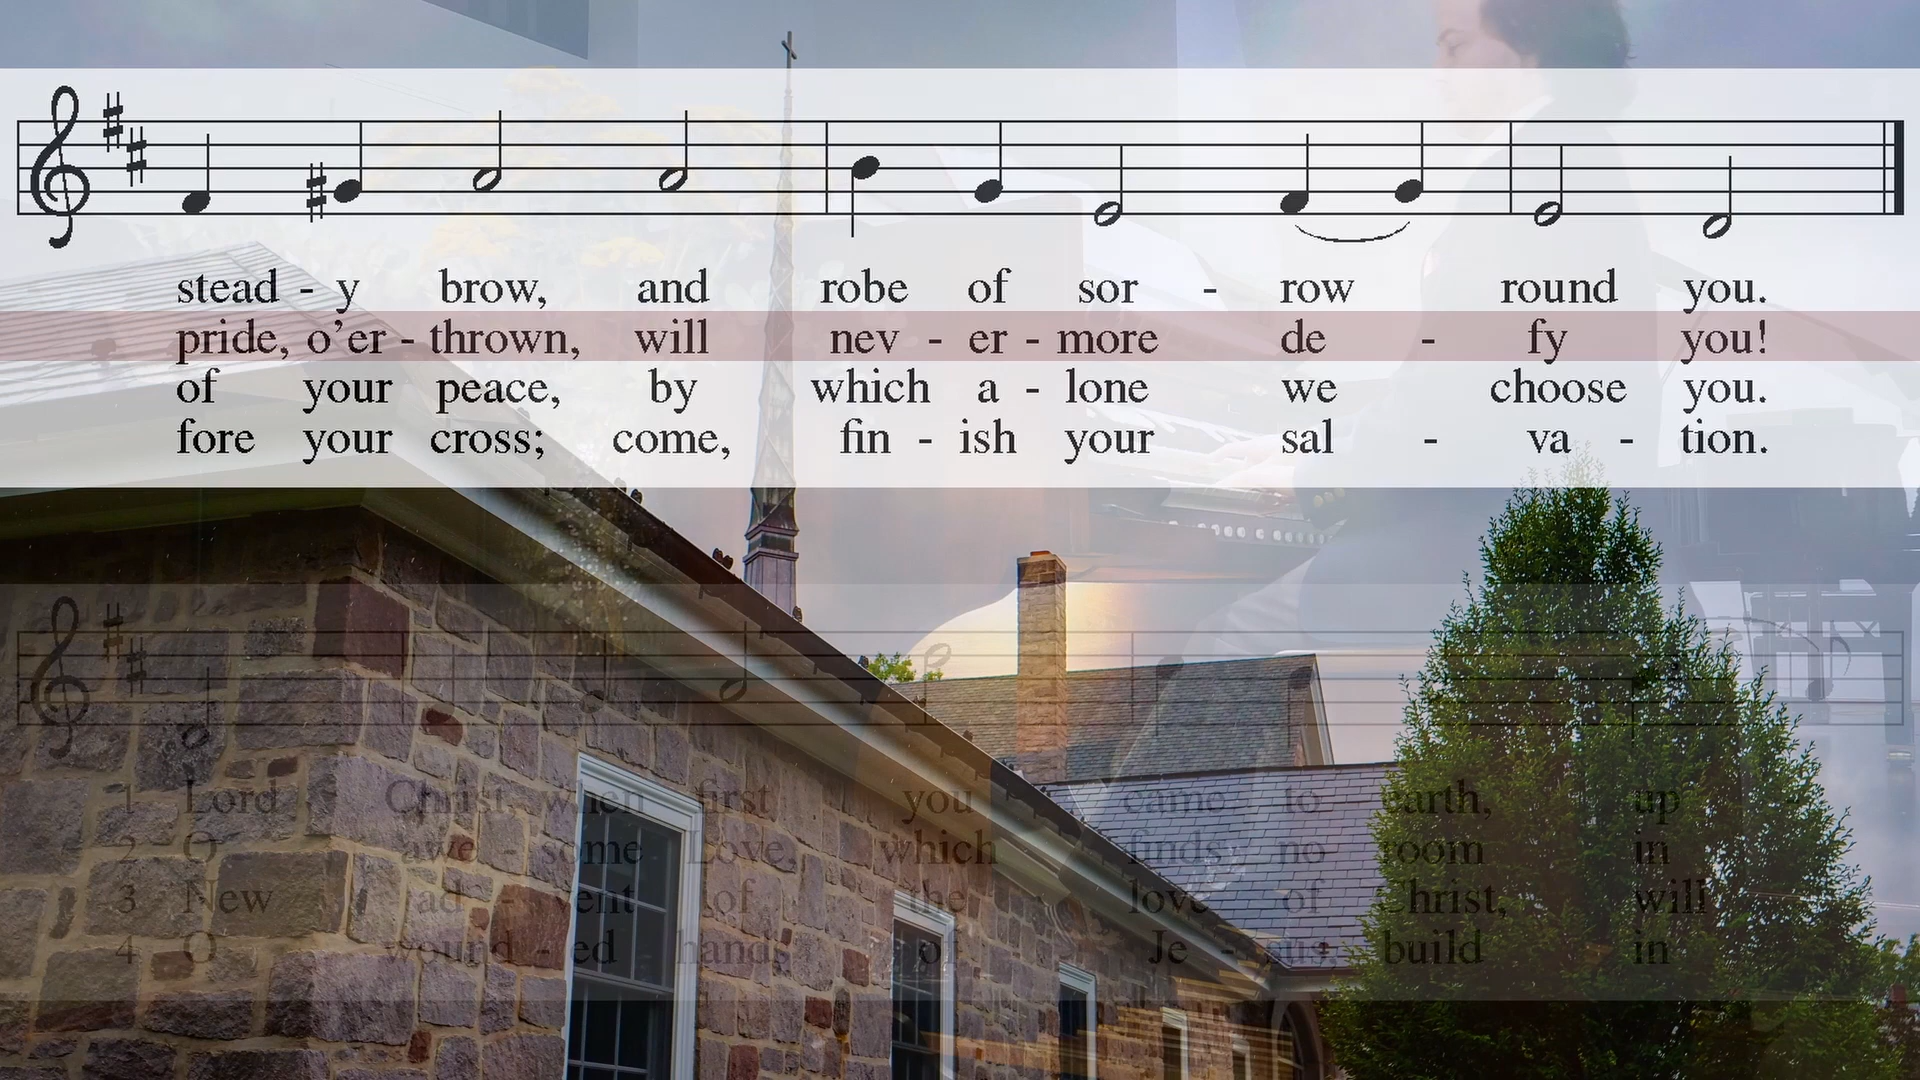 stead - y brow, and robe of sor - row round you.
pride, o’er - thrown, will nev - er - more de - fy you!
of your peace, by which a - lone we choose you.
fore your cross; come, fin - ish your sal - va - tion.
1 Lord Christ, when first you came to earth, up
2 O awe - some Love, which finds no room in
3 New ad - vent of the love of Christ, will
4 O wound - ed hands of Je - sus, build in